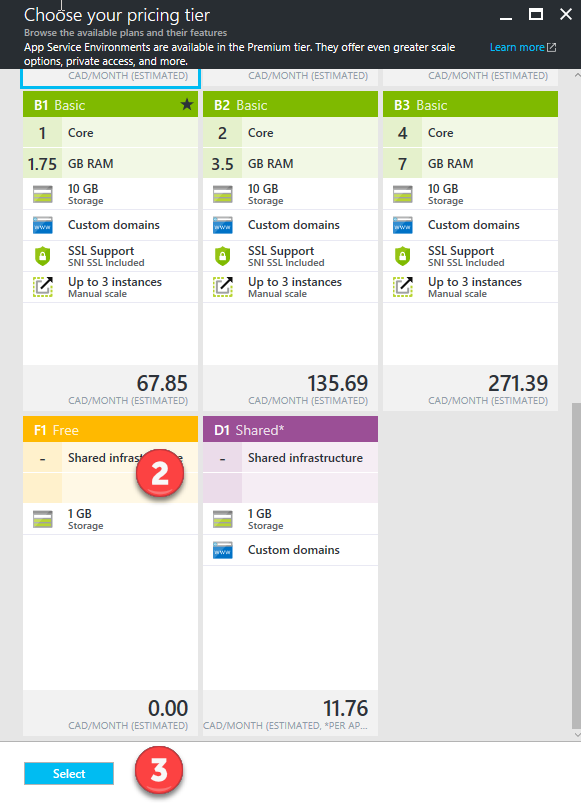 Choose your pricing tier
Browse the available plans and their features
App Service Environments are available in the Premium tier. They offer even greater scale
options, private access, and more.
Learn more
CAD/MONTH (ESTIMATED)
CAD/MONTH (ESTIMATED)
CAD/MONTH (ESTIMATED)
B1 Basic
1 Core
1.75 GB RAM
10 GB
Storage
www
Custom domains
SSL Support
SNI SSL Included
Up to 3 instances
Manual scale
67.85
CAD/MONTH (ESTIMATED)
B2 Basic
2 Core
3.5 GB RAM
10 GB
Storage
www
Custom domains
SSL Support
SNI SSL Included
Up to 3 instances
Manual scale
135.69
CAD/MONTH (ESTIMATED)
B3 Basic
4 Core
7 GB RAM
10 GB
Storage
www
Custom domains
SSL Support
SNI SSL Included
Up to 3 instances
Manual scale
271.39
CAD/MONTH (ESTIMATED)
F1 Free
- Shared
2
1 GB
Storage
0.00
CAD/MONTH (ESTIMATED)
D1 Shared*
- Shared infrastructure
1 GB
Storage
www
Custom domains
11.76
CAD/MONTH (ESTIMATED, *PER AP...
Select
3